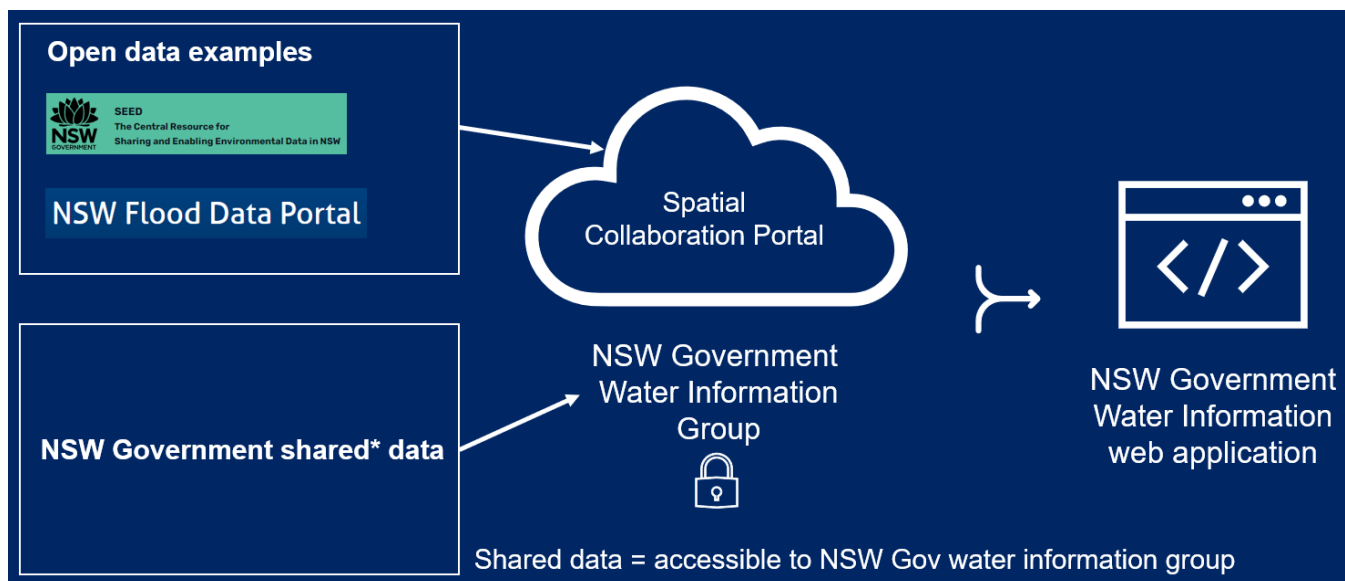 Open data examples
NSW
GOVERNMENT
SEED
The Central Resource for
Sharing and Enabling Environmental Data in NSW
NSW Flood Data Portal
NSW Government shared* data
Spatial
Collaboration Portal
NSW Government
Water Information
Group
</>
NSW Government
Water Information
web application
Shared data = accessible to NSW Gov water information group